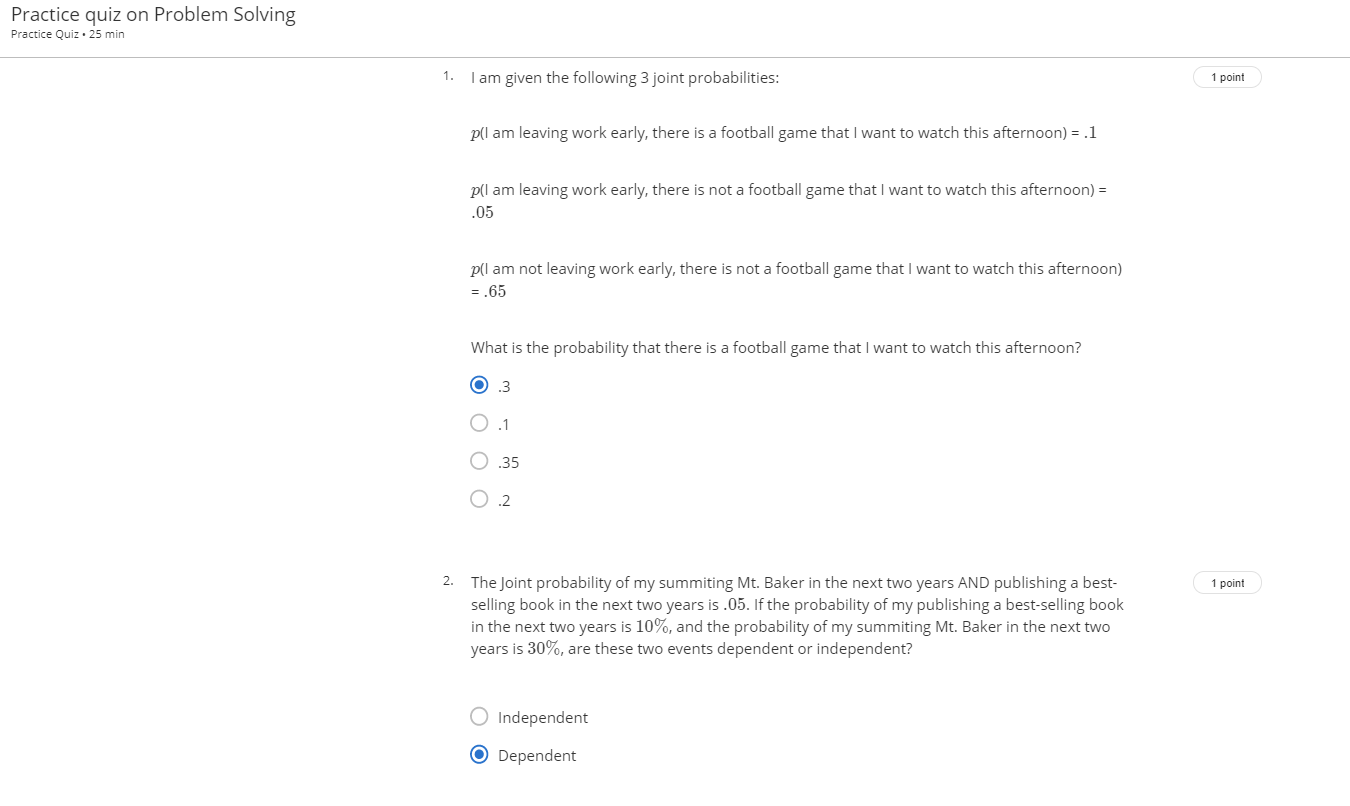 Practice quiz on Problem Solving
Practice Quiz • 25 min
1. I am given the following 3 joint probabilities:
1 point
p(I am leaving work early, there is a football game that I want to watch this afternoon) = .1
p(I am leaving work early, there is not a football game that I want to watch this afternoon) =
.05
p(I am not leaving work early, there is not a football game that I want to watch this afternoon)
= .65
What is the probability that there is a football game that I want to watch this afternoon?
.3
.1
.35
.2
2. The Joint probability of my summiting Mt. Baker in the next two years AND publishing a best-
1 point
selling book in the next two years is .05. If the probability of my publishing a best-selling book
in the next two years is 10%, and the probability of my summiting Mt. Baker in the next two
years is 30%, are these two events dependent or independent?
Independent
Dependent